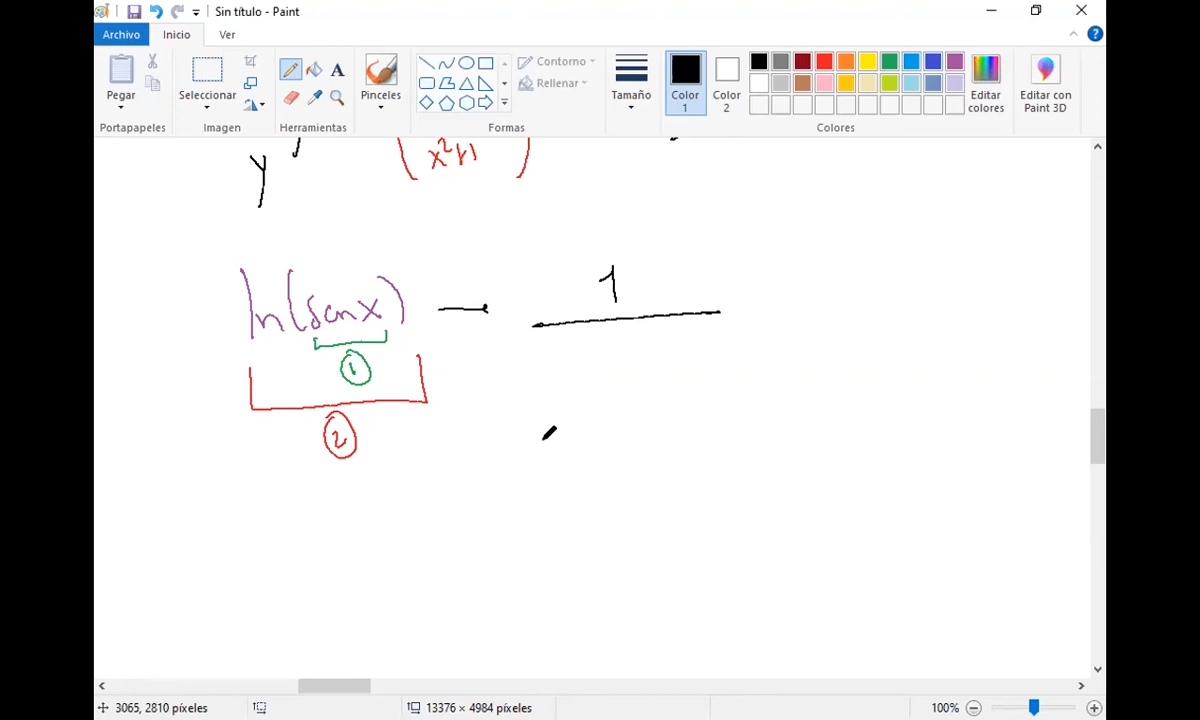 Sin título - Paint
Archivo Inicio Ver
Pegar Seleccionar Pinceles Contorno Rellenar Tamaño Color 1 Color 2 Editar colores Editar con Paint 3D
Portapapeles Imagen Herramientas Formas Colores
y
x²+1
ln(senx) — 1
1
2
3065, 2810 píxeles 13376 × 4984 píxeles 100%